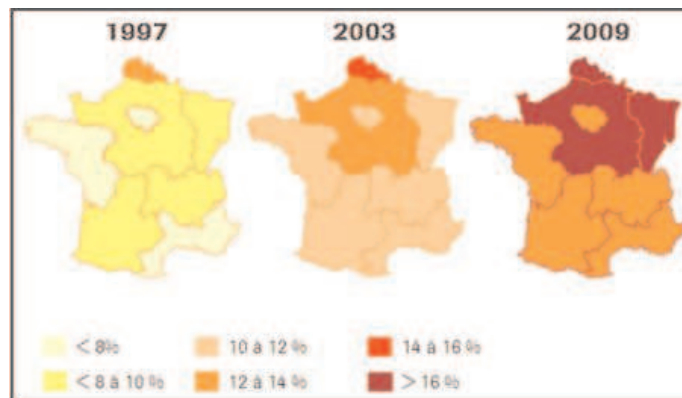 1997 2003 2009
< 8% 10 à 12 % 14 à 16 %
< 8 à 10 % 12 à 14 % > 16 %